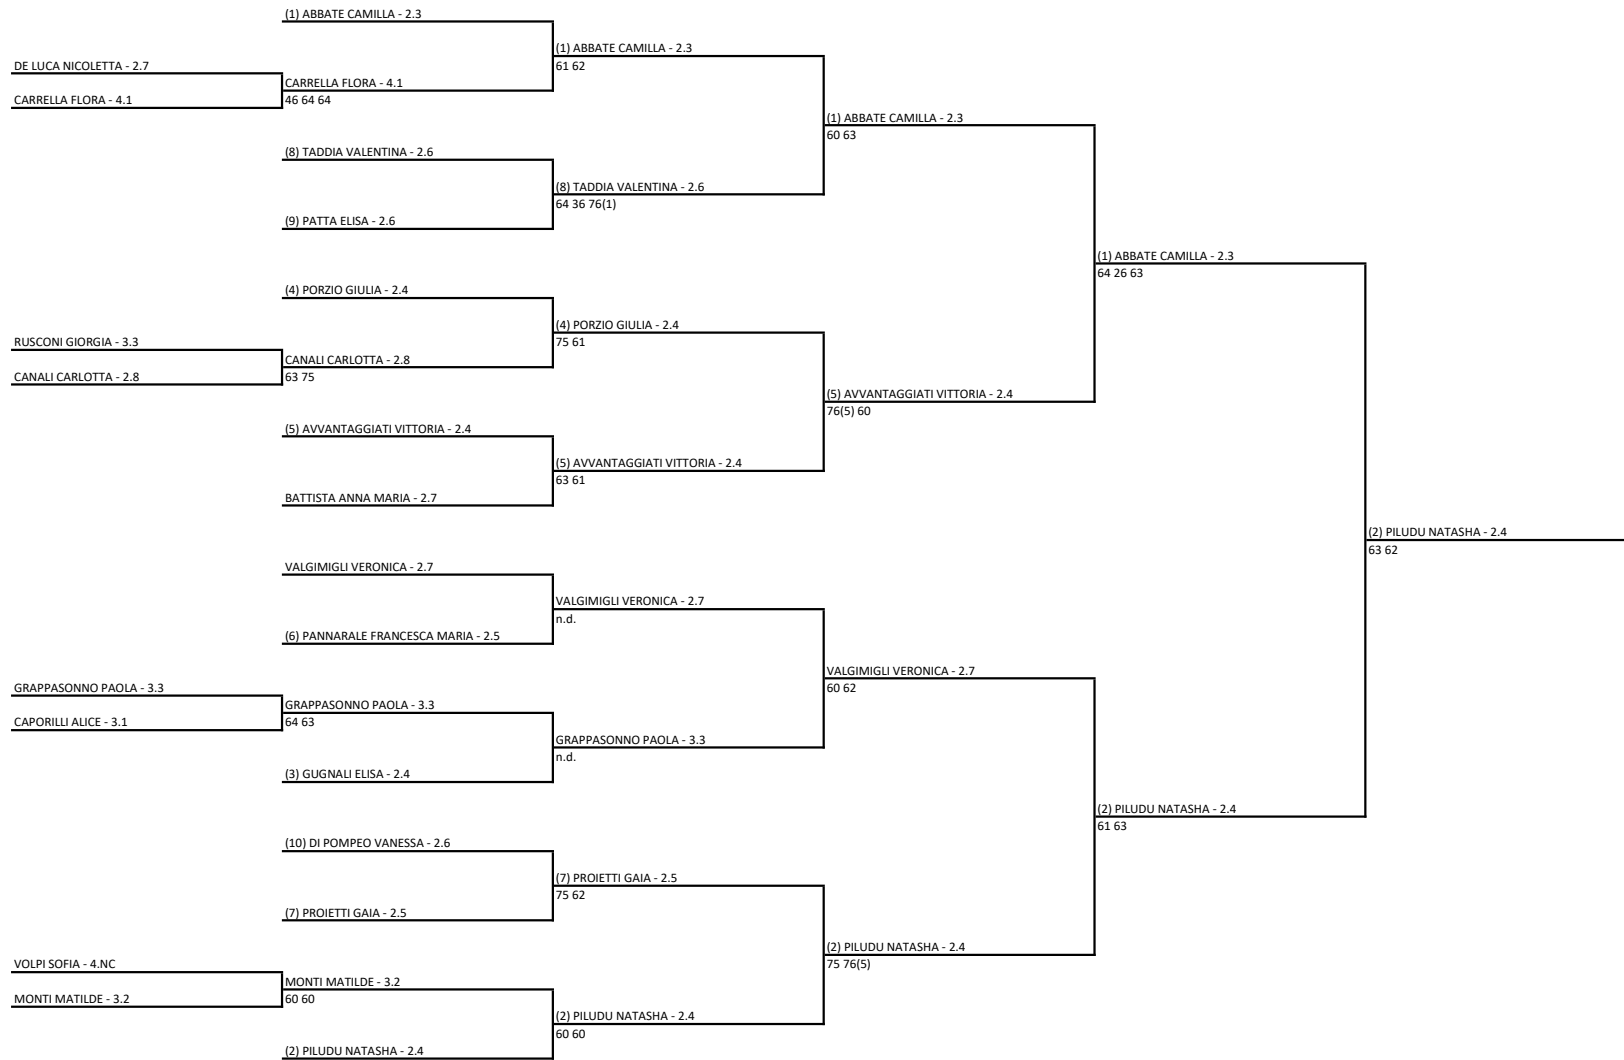 (1) ABBATE CAMILLA - 2.3
(1) ABBATE CAMILLA - 2.3
DE LUCA NICOLETTA - 2.7
61 62
CARRELLA FLORA - 4.1
CARRELLA FLORA - 4.1
46 64 64
(1) ABBATE CAMILLA - 2.3
60 63
(8) TADDIA VALENTINA - 2.6
(8) TADDIA VALENTINA - 2.6
64 36 76(1)
(9) PATTA ELISA - 2.6
(1) ABBATE CAMILLA - 2.3
64 26 63
(4) PORZIO GIULIA - 2.4
(4) PORZIO GIULIA - 2.4
RUSCONI GIORGIA - 3.3
75 61
CANALI CARLOTTA - 2.8
CANALI CARLOTTA - 2.8
63 75
(5) AVVANTAGGIATI VITTORIA - 2.4
76(5) 60
(5) AVVANTAGGIATI VITTORIA - 2.4
(5) AVVANTAGGIATI VITTORIA - 2.4
63 61
BATTISTA ANNA MARIA - 2.7
(2) PILUDU NATASHA - 2.4
63 62
VALGIMIGLI VERONICA - 2.7
VALGIMIGLI VERONICA - 2.7
n.d.
(6) PANNARALE FRANCESCA MARIA - 2.5
VALGIMIGLI VERONICA - 2.7
60 62
GRAPPASONNO PAOLA - 3.3
GRAPPASONNO PAOLA - 3.3
CAPORILLI ALICE - 3.1
64 63
GRAPPASONNO PAOLA - 3.3
n.d.
(3) GUGNALI ELISA - 2.4
(2) PILUDU NATASHA - 2.4
61 63
(10) DI POMPEO VANESSA - 2.6
(7) PROIETTI GAIA - 2.5
75 62
(7) PROIETTI GAIA - 2.5
(2) PILUDU NATASHA - 2.4
75 76(5)
VOLPI SOFIA - 4.NC
MONTI MATILDE - 3.2
MONTI MATILDE - 3.2
60 60
(2) PILUDU NATASHA - 2.4
60 60
(2) PILUDU NATASHA - 2.4